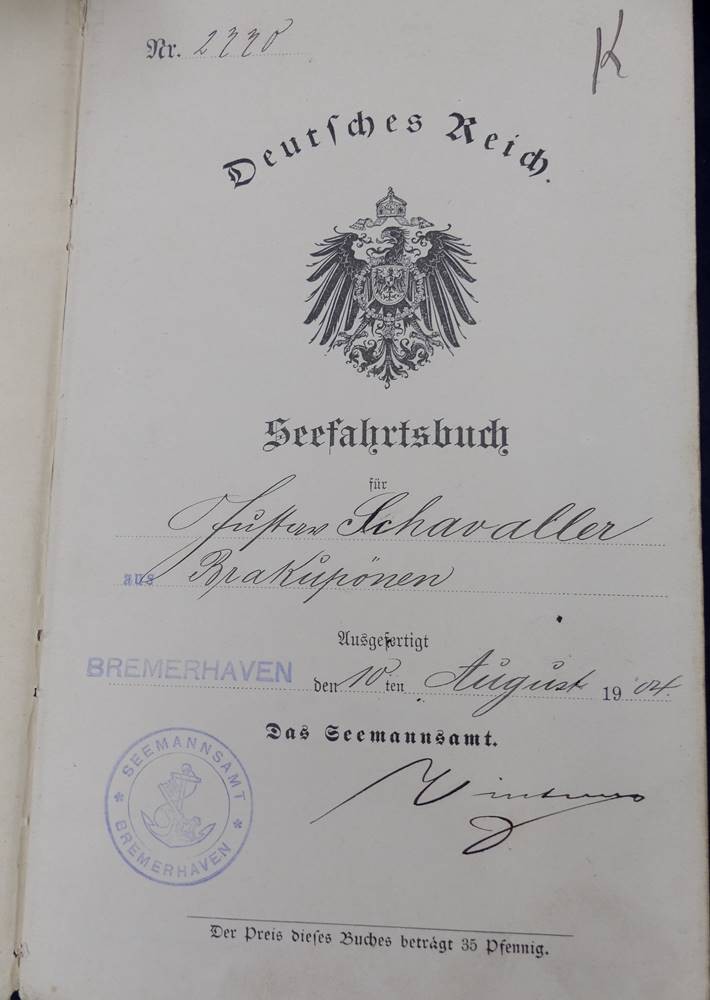 Nr. 2770
K
Deutsches Reich.
Seefahrtsbuch
für
Gustav Schavaller
aus Brakupönen
Ausgefertigt
BREMERHAVEN den 10 ten August 1904
Das Seemannsamt.
SEEMANNSAMT
BREMERHAVEN
Der Preis dieses Buches beträgt 35 Pfennig.